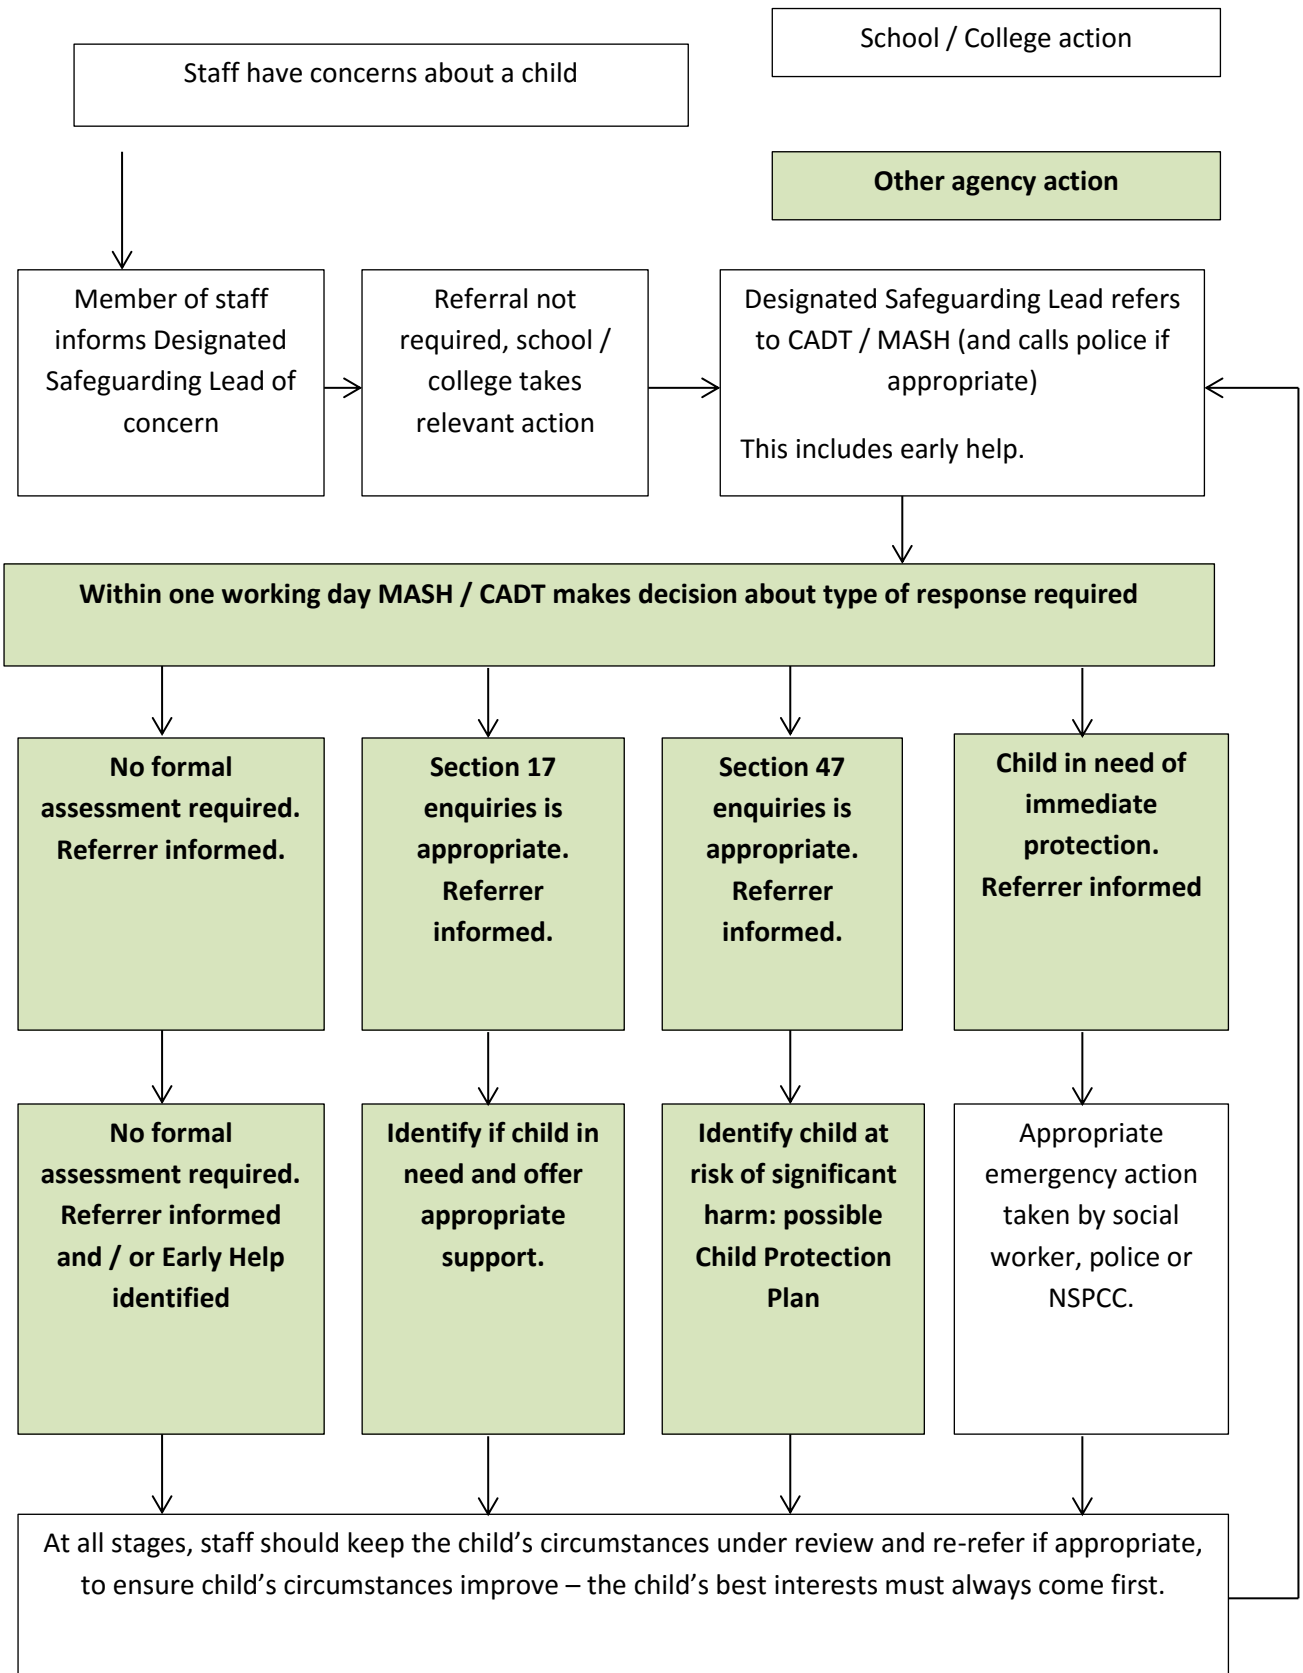 School / College action
Staff have concerns about a child
Other agency action
Member of staff
informs Designated
Safeguarding Lead of
concern
Referral not
required, school /
college takes
relevant action
Designated Safeguarding Lead refers
to CADT / MASH (and calls police if
appropriate)
This includes early help.
Within one working day MASH / CADT makes decision about type of response required
No formal
assessment required.
Referrer informed.
Section 17
enquiries is
appropriate.
Referrer
informed.
Section 47
enquiries is
appropriate.
Referrer
informed.
Child in need of
immediate
protection.
Referrer informed
No formal
assessment required.
Referrer informed
and / or Early Help
identified
Identify if child in
need and offer
appropriate
support.
Identify child at
risk of significant
harm: possible
Child Protection
Plan
Appropriate
emergency action
taken by social
worker, police or
NSPCC.
At all stages, staff should keep the child’s circumstances under review and re-refer if appropriate,
to ensure child’s circumstances improve – the child’s best interests must always come first.